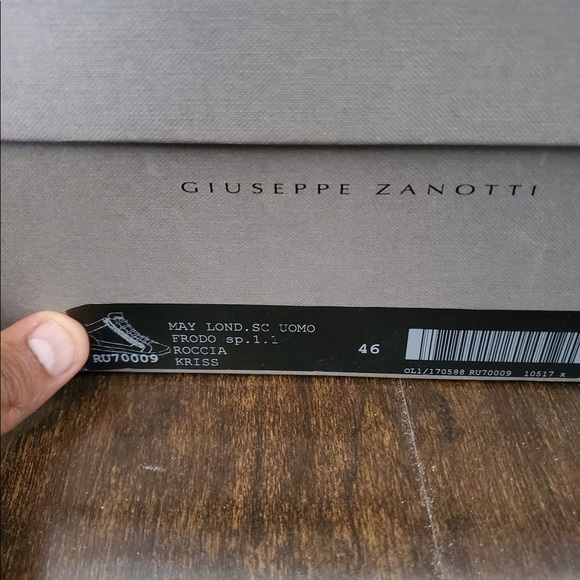 GIUSEPPE ZANOTTI
MAY LOND.SC UOMO
FRODO sp.1.1
ROCCIA
KRISS
RU70009
46
OL1/170588 RU70009 10517 x